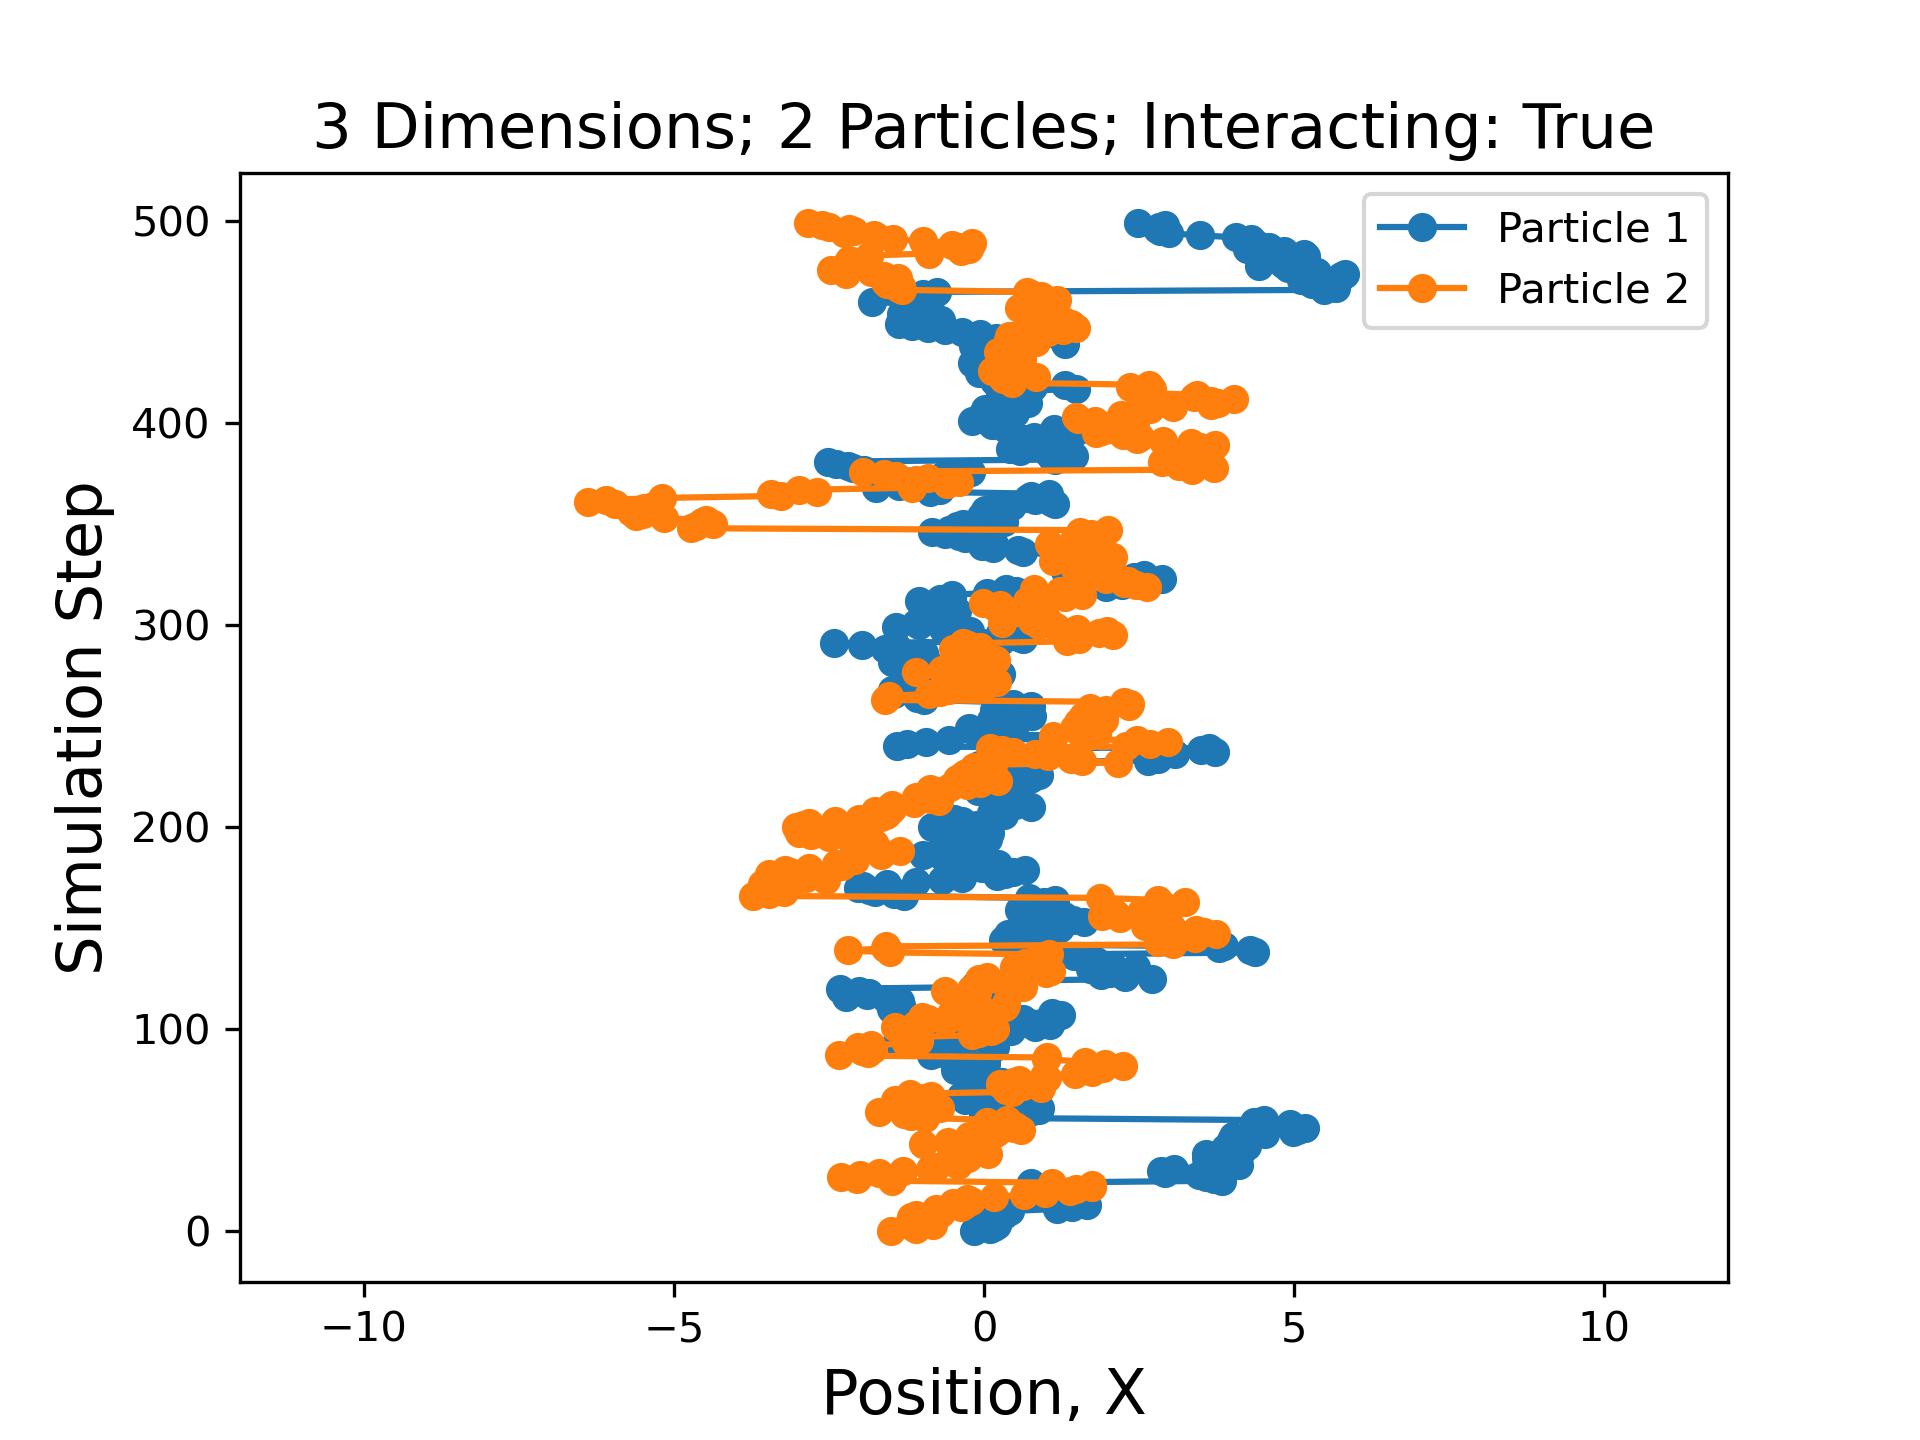 3 Dimensions; 2 Particles; Interacting: True
Particle 1
Particle 2
500
400
300
200
100
0
Simulation Step
−10
−5
0
5
10
Position, X